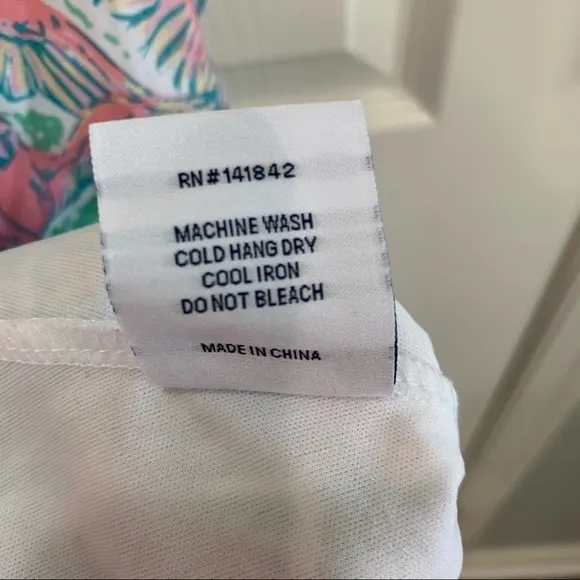 RN#141842
MACHINE WASH
COLD HANG DRY
COOL IRON
DO NOT BLEACH
MADE IN CHINA